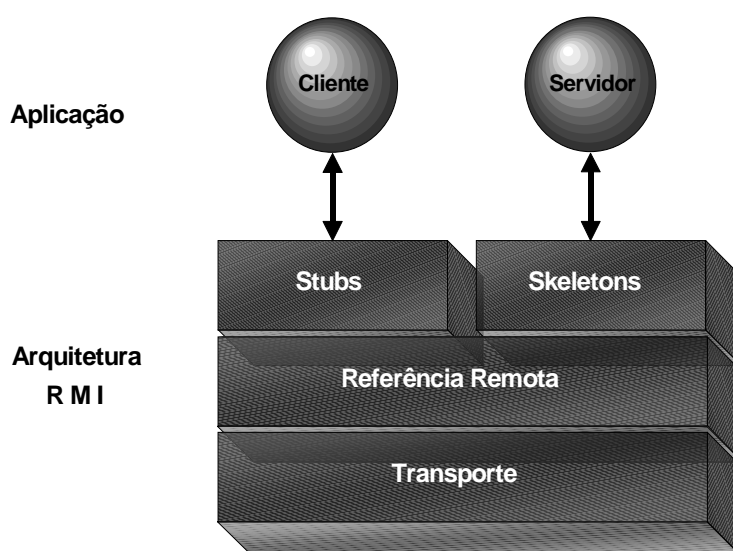 Cliente
Servidor
Aplicação
Stubs
Skeletons
Arquitetura
R M I
Referência Remota
Transporte